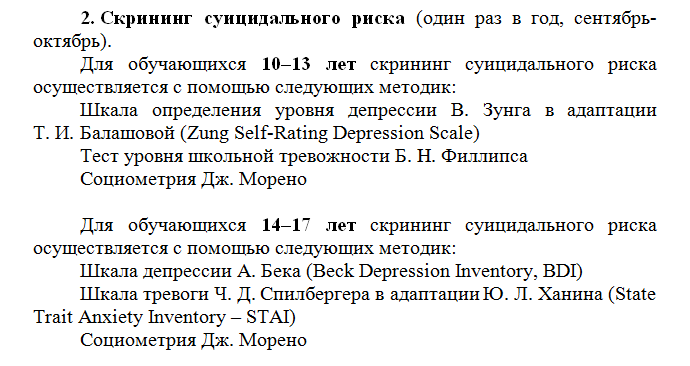 2. Скрининг суицидального риска (один раз в год, сентябрь-
октябрь).
Для обучающихся 10–13 лет скрининг суицидального риска
осуществляется с помощью следующих методик:
Шкала определения уровня депрессии В. Зунга в адаптации
Т. И. Балашовой (Zung Self-Rating Depression Scale)
Тест уровня школьной тревожности Б. Н. Филлипса
Социометрия Дж. Морено
Для обучающихся 14–17 лет скрининг суицидального риска
осуществляется с помощью следующих методик:
Шкала депрессии А. Бека (Beck Depression Inventory, BDI)
Шкала тревоги Ч. Д. Спилбергера в адаптации Ю. Л. Ханина (State
Trait Anxiety Inventory – STAI)
Социометрия Дж. Морено